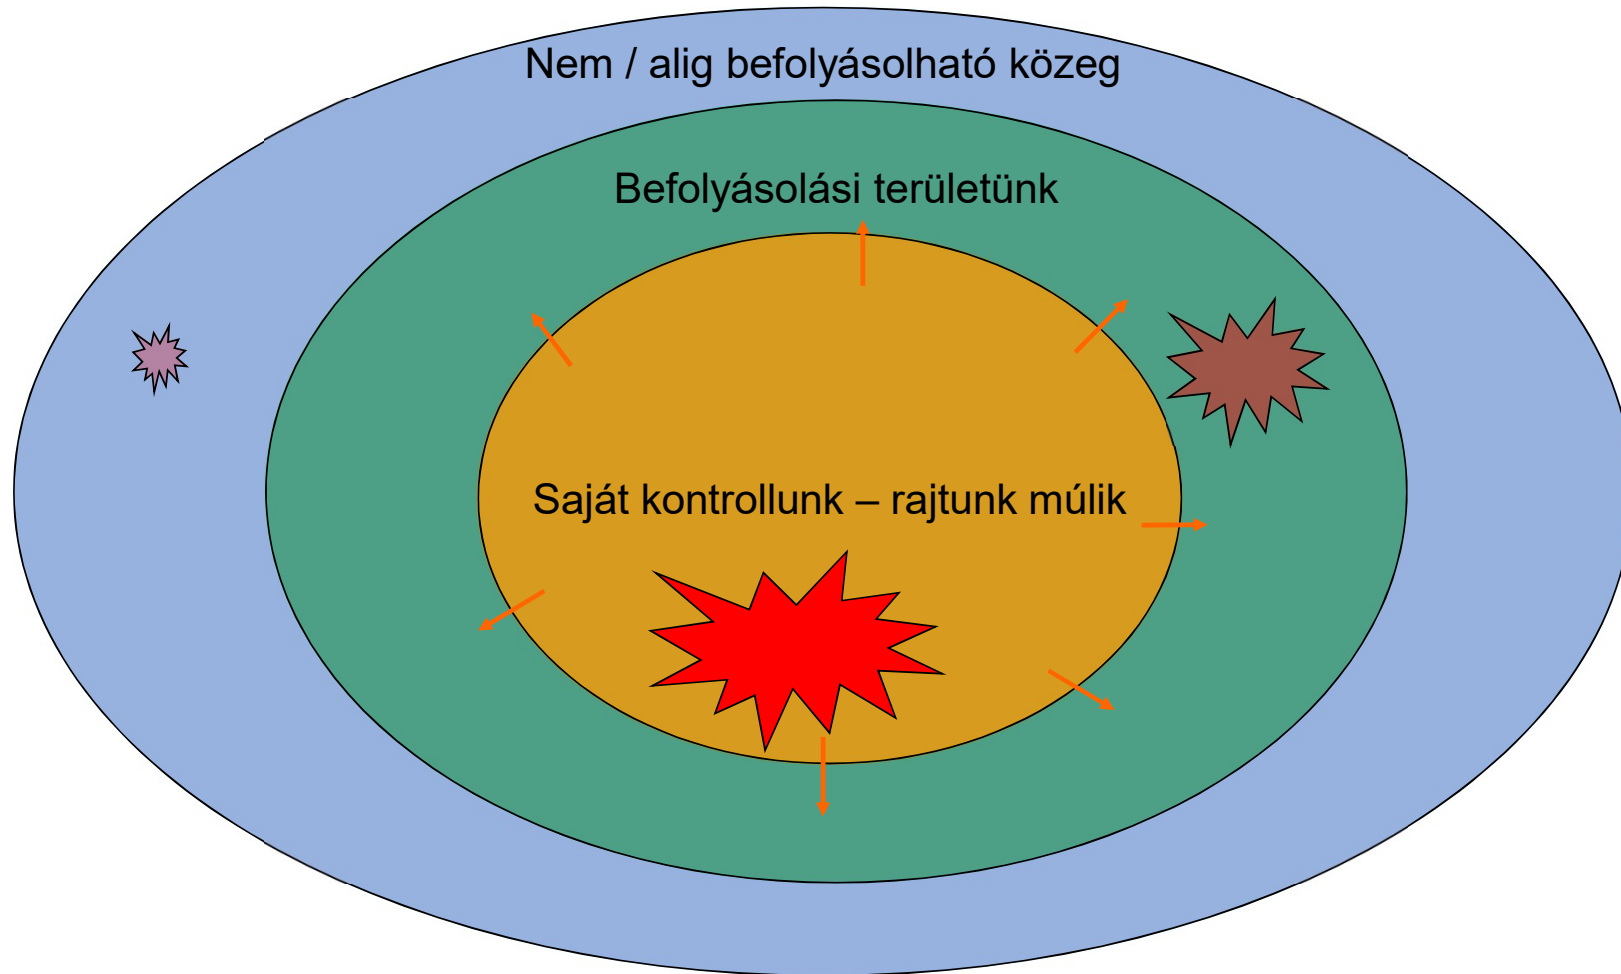 Nem / alig befolyásolható közeg
Befolyásolási területünk
Saját kontrollunk – rajtunk múlik